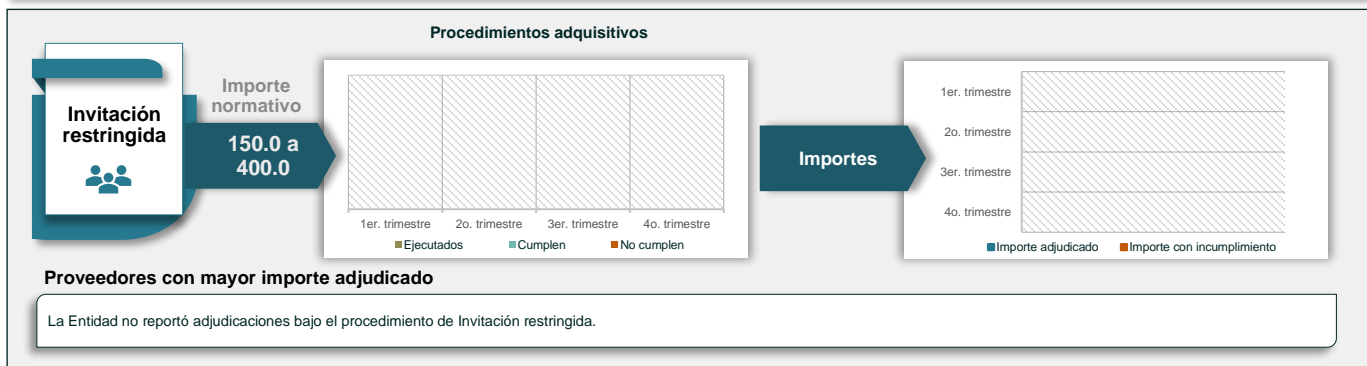 Procedimientos adquisitivos
Invitación
restringida
Importe
normativo
150.0 a
400.0
1er. trimestre
2o. trimestre
3er. trimestre
4o. trimestre
Ejecutados
Cumplen
No cumplen
Importes
1er. trimestre
2o. trimestre
3er. trimestre
4o. trimestre
Importe adjudicado
Importe con incumplimiento
Proveedores con mayor importe adjudicado
La Entidad no reportó adjudicaciones bajo el procedimiento de Invitación restringida.